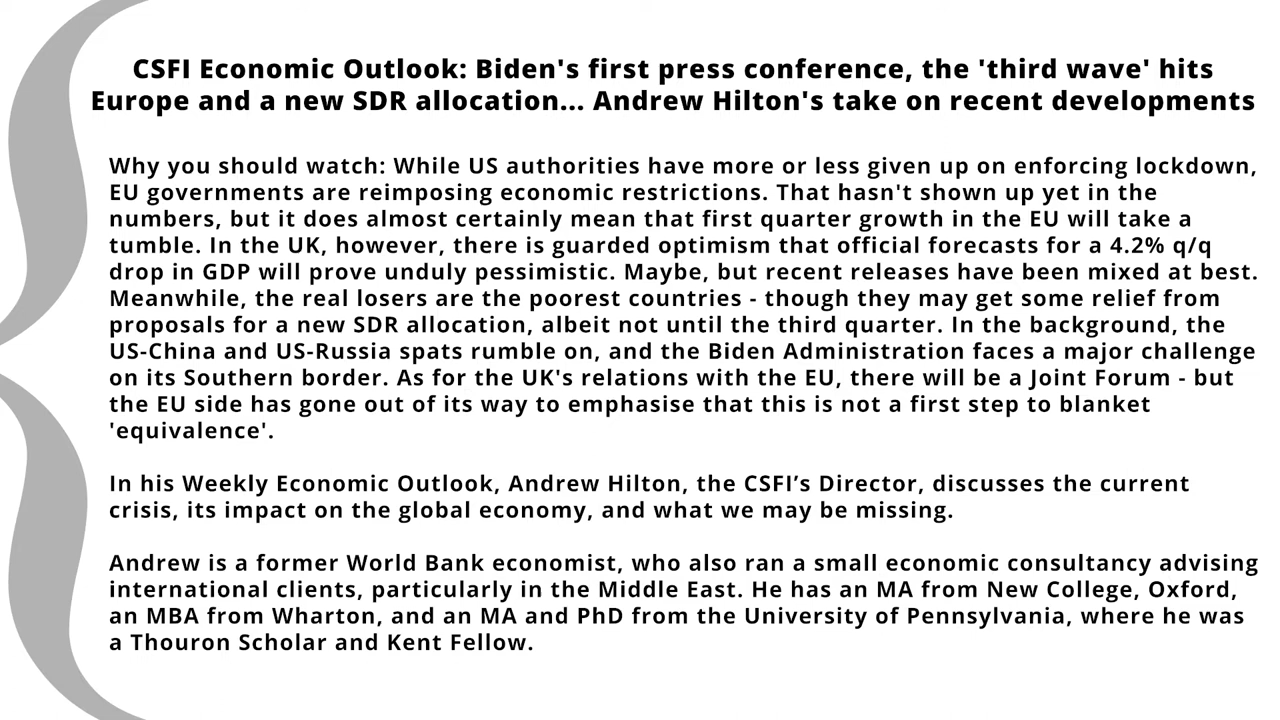 CSFI Economic Outlook: Biden's first press conference, the 'third wave' hits
Europe and a new SDR allocation... Andrew Hilton's take on recent developments
Why you should watch: While US authorities have more or less given up on enforcing lockdown,
EU governments are reimposing economic restrictions. That hasn't shown up yet in the
numbers, but it does almost certainly mean that first quarter growth in the EU will take a
tumble. In the UK, however, there is guarded optimism that official forecasts for a 4.2% q/q
drop in GDP will prove unduly pessimistic. Maybe, but recent releases have been mixed at best.
Meanwhile, the real losers are the poorest countries - though they may get some relief from
proposals for a new SDR allocation, albeit not until the third quarter. In the background, the
US-China and US-Russia spats rumble on, and the Biden Administration faces a major challenge
on its Southern border. As for the UK's relations with the EU, there will be a Joint Forum - but
the EU side has gone out of its way to emphasise that this is not a first step to blanket
'equivalence'.
In his Weekly Economic Outlook, Andrew Hilton, the CSFI’s Director, discusses the current
crisis, its impact on the global economy, and what we may be missing.
Andrew is a former World Bank economist, who also ran a small economic consultancy advising
international clients, particularly in the Middle East. He has an MA from New College, Oxford,
an MBA from Wharton, and an MA and PhD from the University of Pennsylvania, where he was
a Thouron Scholar and Kent Fellow.